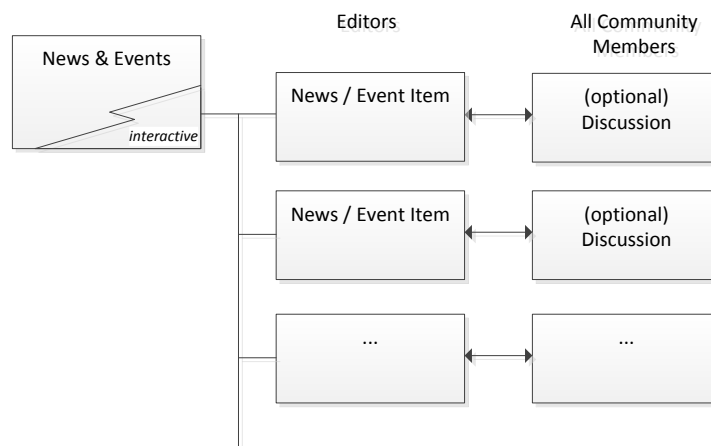 Editors
All Community
Members
News & Events
interactive
News / Event Item
(optional)
Discussion
News / Event Item
(optional)
Discussion
...
...